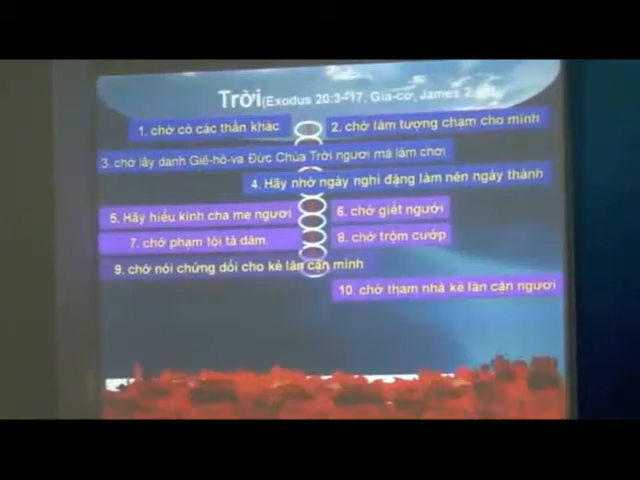 Trời(Exodus 20:3–17, Gia-cơ, James 2
1. chớ có các thần khác
2. chớ làm tượng chạm cho mình
3. chớ lấy danh Giê-hô-va Đức Chúa Trời ngươi mà làm chơi
4. Hãy nhớ ngày nghỉ đặng làm nên ngày thánh
5. Hãy hiếu kính cha mẹ ngươi
6. chớ giết người
7. chớ phạm tội tà dâm.
8. chớ trộm cướp
9. chớ nói chứng dối cho kẻ lân cận mình
10. chớ tham nhà kẻ lân cận ngươi